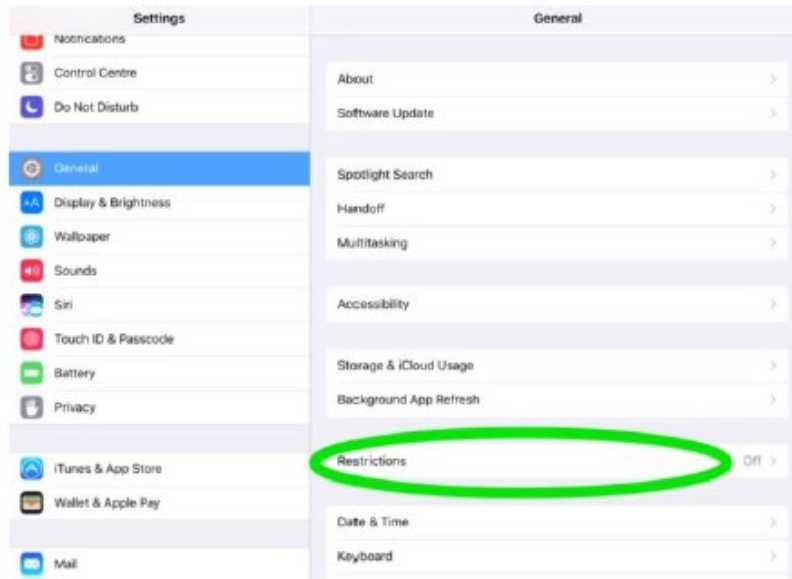 Settings
Notifications
Control Centre
Do Not Disturb
General
Display & Brightness
Wallpaper
Sounds
Siri
Touch ID & Passcode
Battery
Privacy
iTunes & App Store
Wallet & Apple Pay
Mail
General
About
Software Update
Spotlight Search
Handoff
Multitasking
Accessibility
Storage & iCloud Usage
Background App Refresh
Restrictions Off
Date & Time
Keyboard